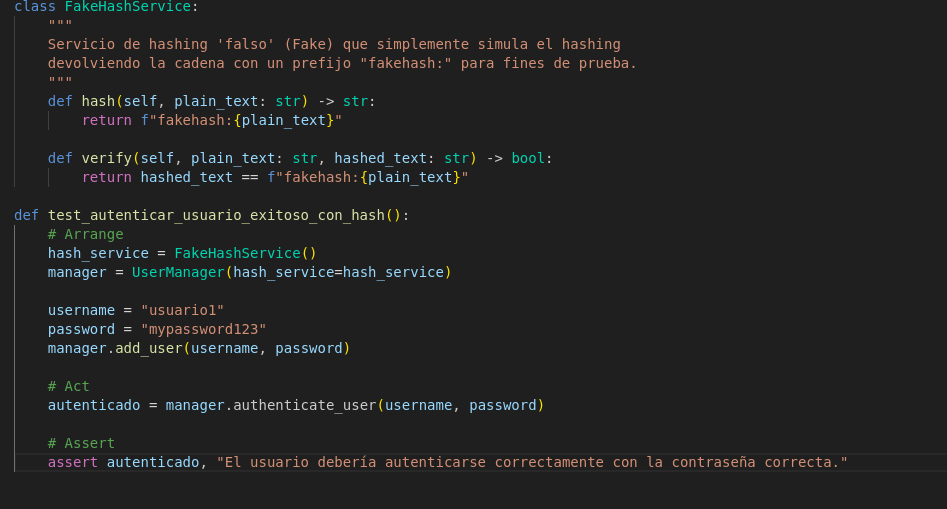 class FakeHashService:
"""
Servicio de hashing 'falso' (Fake) que simplemente simula el hashing
devolviendo la cadena con un prefijo "fakehash:" para fines de prueba.
"""
def hash(self, plain_text: str) -> str:
return f"fakehash:{plain_text}"
def verify(self, plain_text: str, hashed_text: str) -> bool:
return hashed_text == f"fakehash:{plain_text}"
def test_autenticar_usuario_exitoso_con_hash():
# Arrange
hash_service = FakeHashService()
manager = UserManager(hash_service=hash_service)
username = "usuario1"
password = "mypassword123"
manager.add_user(username, password)
# Act
autenticado = manager.authenticate_user(username, password)
# Assert
assert autenticado, "El usuario debería autenticarse correctamente con la contraseña correcta."